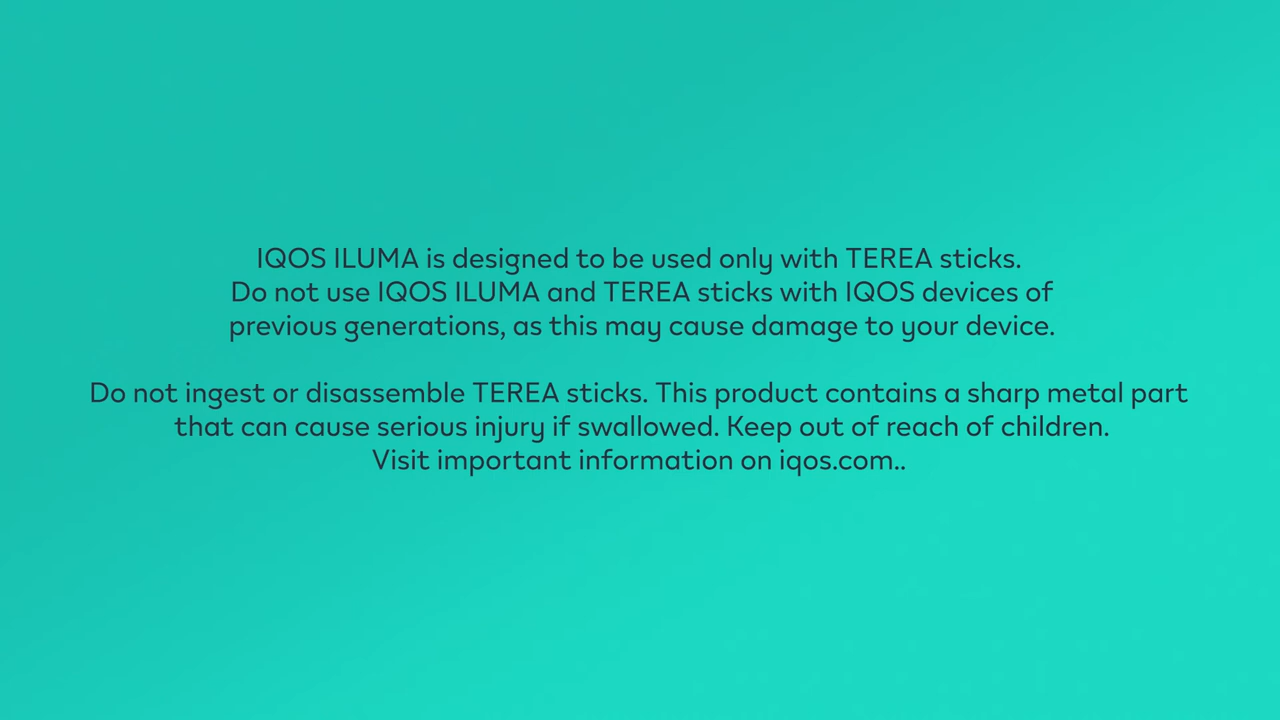 IQOS ILUMA is designed to be used only with TEREA sticks.
Do not use IQOS ILUMA and TEREA sticks with IQOS devices of
previous generations, as this may cause damage to your device.
Do not ingest or disassemble TEREA sticks. This product contains a sharp metal part
that can cause serious injury if swallowed. Keep out of reach of children.
Visit important information on iqos.com..